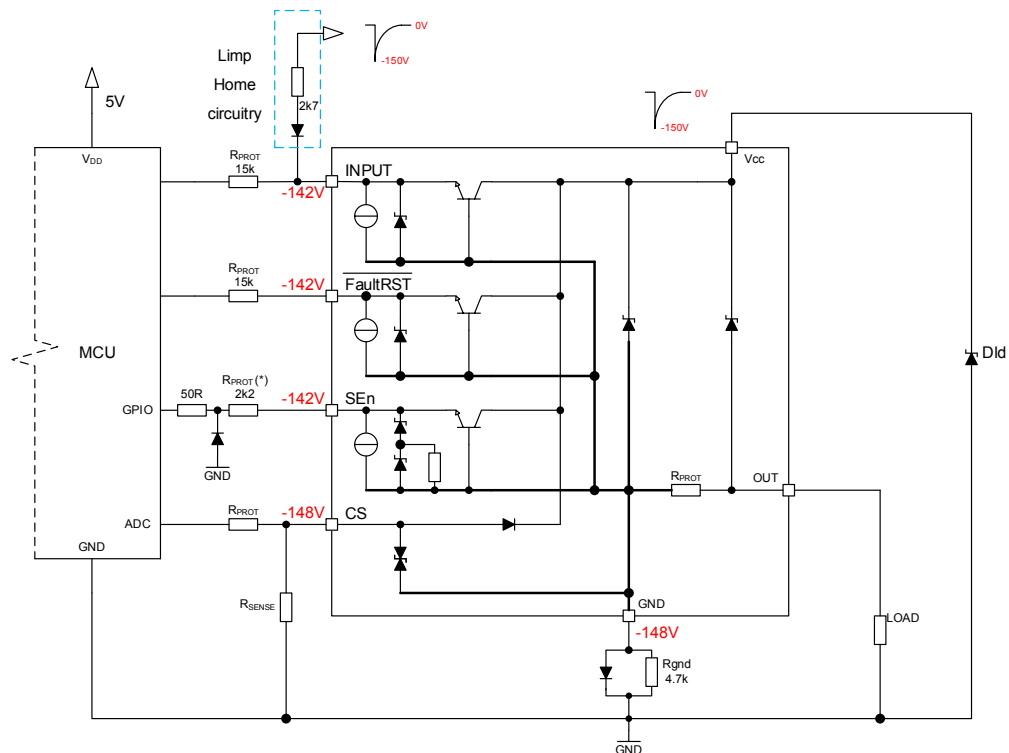 0V
-150V
Limp
Home
circuitry
2k7
5V
0V
-150V
VDD
Vcc
RPROT
15k
-142V
INPUT
RPROT
15k
-142V
FaultRST
MCU
Dld
RPROT(*)
2k2
50R
-142V
SEn
GPIO
GND
RPROT
OUT
RPROT
-148V
CS
ADC
GND
RSENSE
GND
-148V
LOAD
Rgnd
4.7k
GND